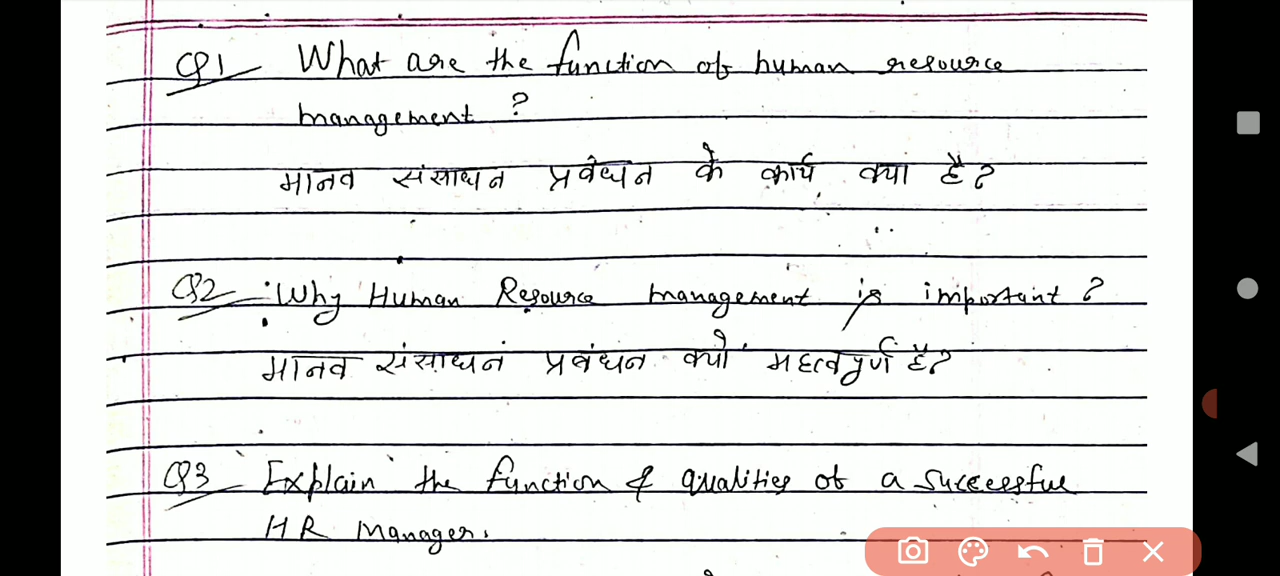 Q1 What are the function of human resource
management ?
मानव संसाधन प्रबंधन के कार्य क्या है?
Q2 : Why Human Resource management is important ?
मानव संसाधन प्रबंधन क्यों महत्वपूर्ण है?
Q3 Explain the function & qualities of a successful
HR Manager.